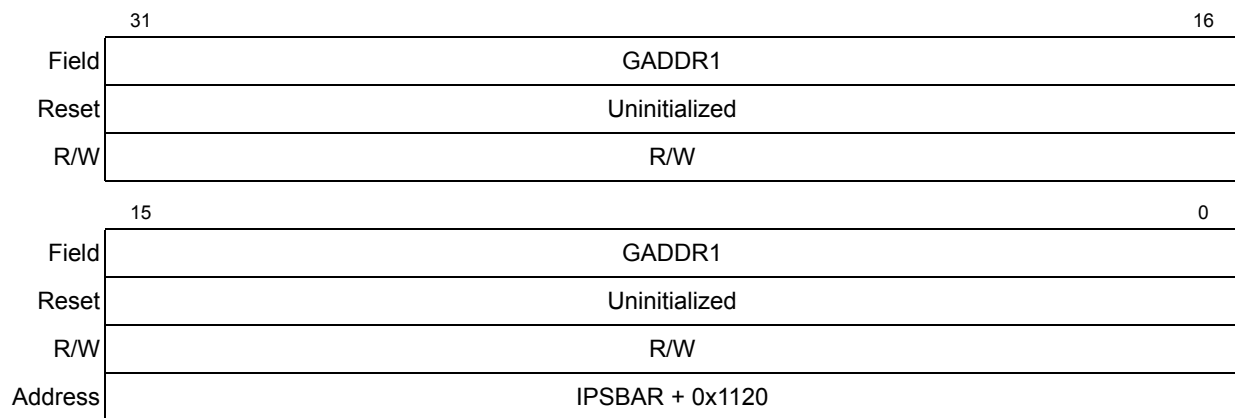 31 16
Field GADDR1
Reset Uninitialized
R/W R/W
15 0
Field GADDR1
Reset Uninitialized
R/W R/W
Address IPSBAR + 0x1120